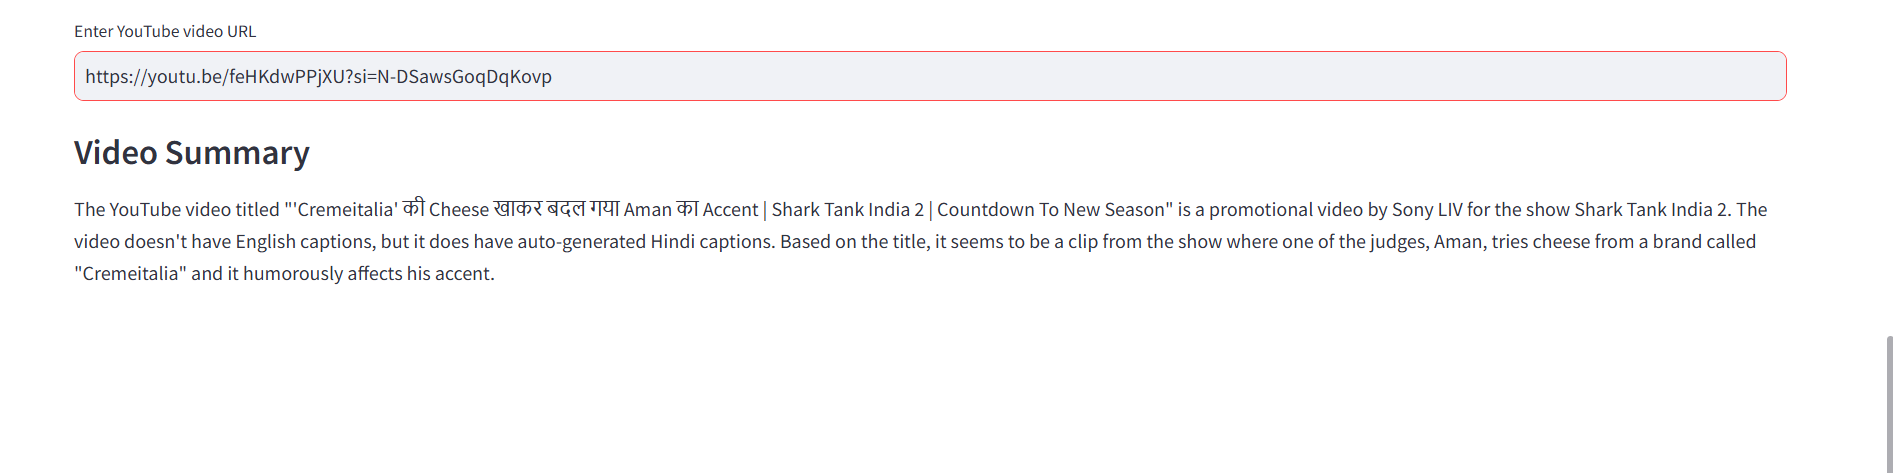 Enter YouTube video URL
https://youtu.be/feHKdwPPjXU?si=N-DSawsGoqDqKovp
Video Summary
The YouTube video titled "'Cremeitalia' की Cheese खाकर बदल गया Aman का Accent | Shark Tank India 2 | Countdown To New Season" is a promotional video by Sony LIV for the show Shark Tank India 2. The
video doesn't have English captions, but it does have auto-generated Hindi captions. Based on the title, it seems to be a clip from the show where one of the judges, Aman, tries cheese from a brand called
"Cremeitalia" and it humorously affects his accent.